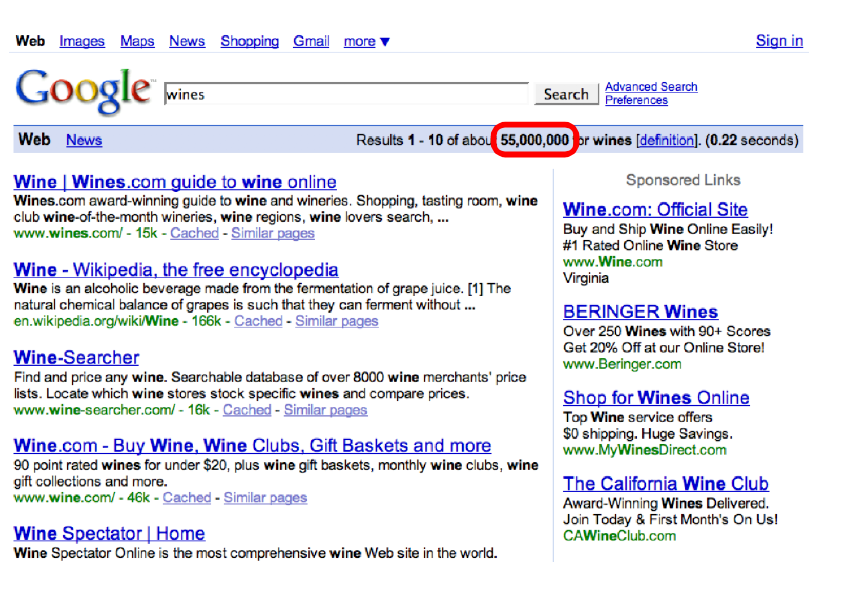 Web Images Maps News Shopping Gmail more ▼ Sign in
Google™ wines Search Advanced Search
Preferences
Web News Results 1 - 10 of abou 55,000,000 or wines [definition]. (0.22 seconds)
Wine | Wines.com guide to wine online
Wines.com award-winning guide to wine and wineries. Shopping, tasting room, wine
club wine-of-the-month wineries, wine regions, wine lovers search, ...
www.wines.com/ - 15k - Cached - Similar pages
Wine - Wikipedia, the free encyclopedia
Wine is an alcoholic beverage made from the fermentation of grape juice. [1] The
natural chemical balance of grapes is such that they can ferment without ...
en.wikipedia.org/wiki/Wine - 166k - Cached - Similar pages
Wine-Searcher
Find and price any wine. Searchable database of over 8000 wine merchants' price
lists. Locate which wine stores stock specific wines and compare prices.
www.wine-searcher.com/ - 16k - Cached - Similar pages
Wine.com - Buy Wine, Wine Clubs, Gift Baskets and more
90 point rated wines for under $20, plus wine gift baskets, monthly wine clubs, wine
gift collections and more.
www.wine.com/ - 46k - Cached - Similar pages
Wine Spectator | Home
Wine Spectator Online is the most comprehensive wine Web site in the world.
Sponsored Links
Wine.com: Official Site
Buy and Ship Wine Online Easily!
#1 Rated Online Wine Store
www.Wine.com
Virginia
BERINGER Wines
Over 250 Wines with 90+ Scores
Get 20% Off at our Online Store!
www.Beringer.com
Shop for Wines Online
Top Wine service offers
$0 shipping. Huge Savings.
www.MyWinesDirect.com
The California Wine Club
Award-Winning Wines Delivered.
Join Today & First Month's On Us!
CAWineClub.com